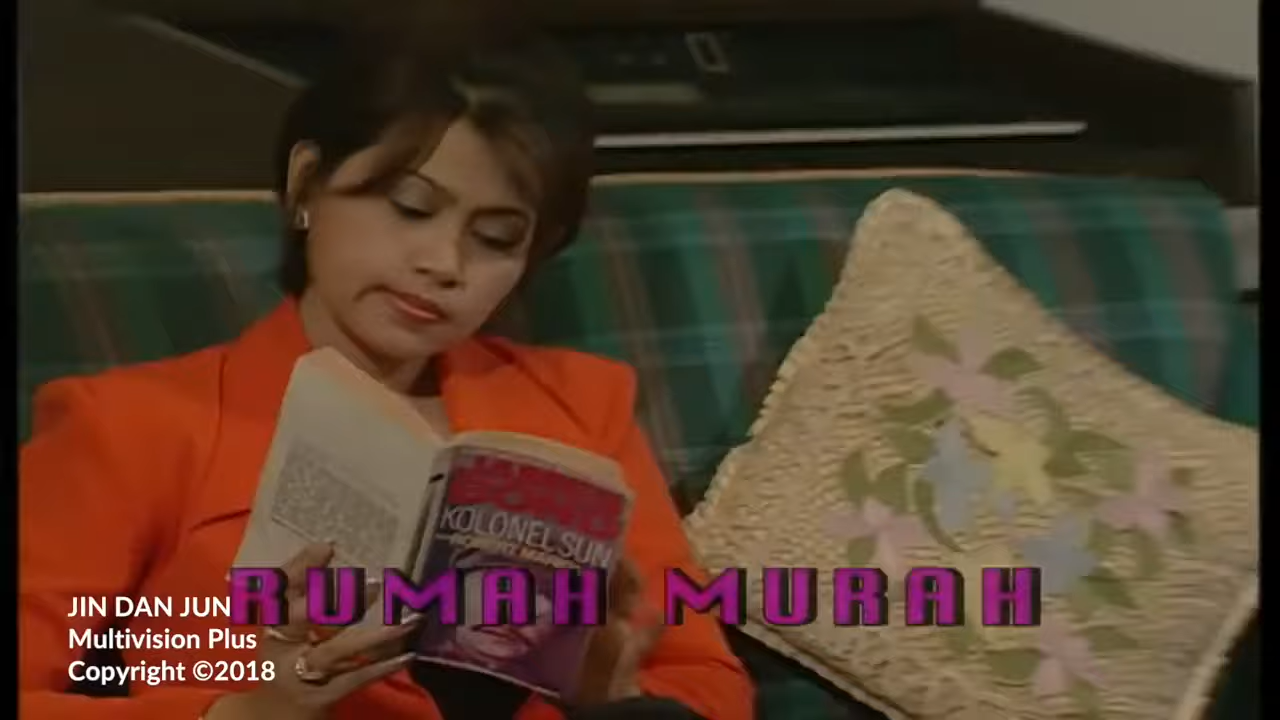 KOLONEL SUN
RUMAH MURAH
JIN DAN JUN
Multivision Plus
Copyright ©2018